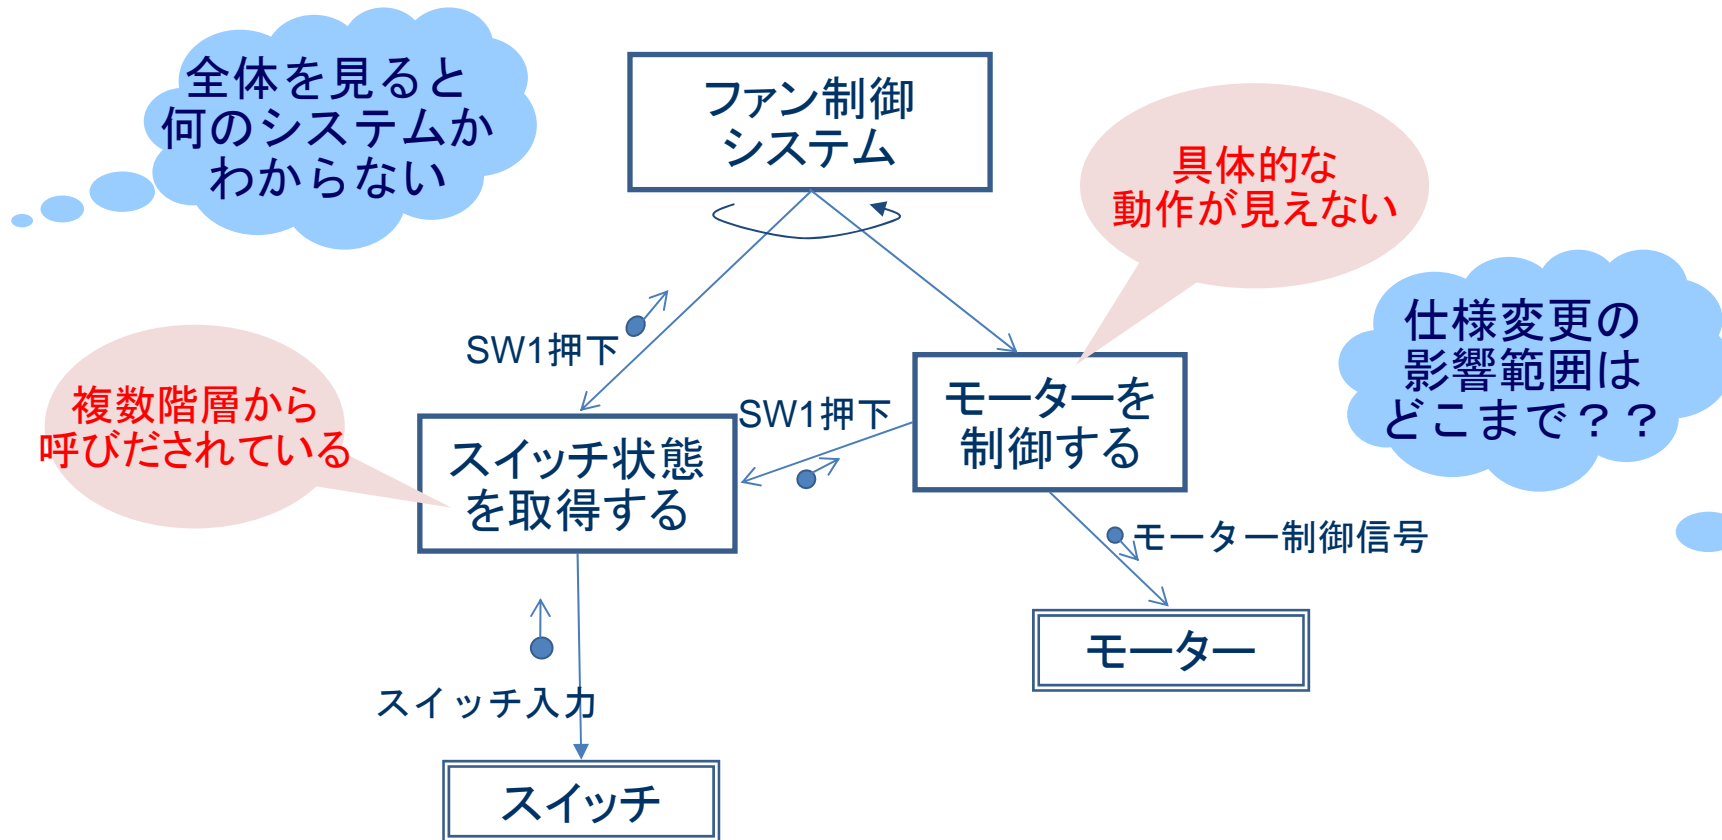 全体を見ると
何のシステムか
わからない
ファン制御
システム
具体的な
動作が見えない
仕様変更の
影響範囲は
どこまで？？
SW1押下
複数階層から
呼びだされている
スイッチ状態
を取得する
SW1押下
モーターを
制御する
モーター制御信号
モーター
スイッチ入力
スイッチ